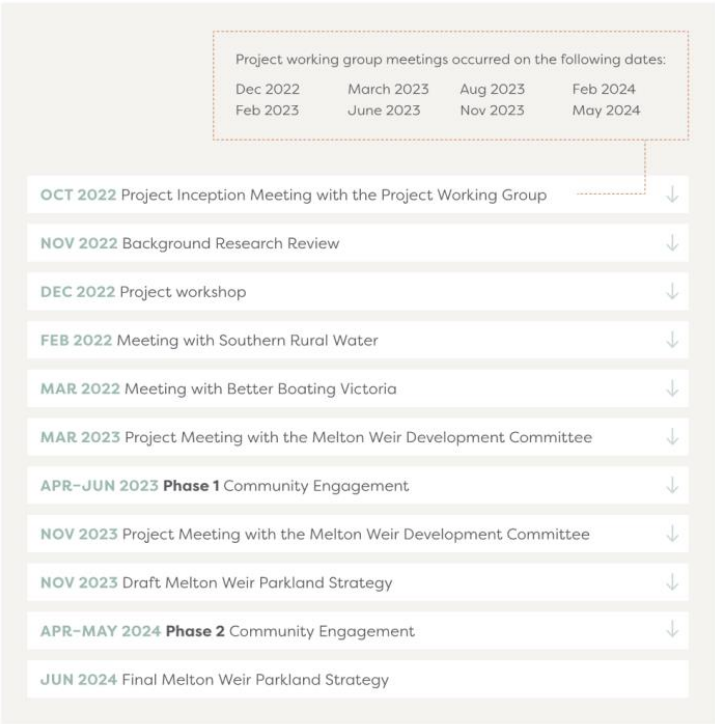 Project working group meetings occurred on the following dates:
Dec 2022 March 2023 Aug 2023 Feb 2024
Feb 2023 June 2023 Nov 2023 May 2024
OCT 2022 Project Inception Meeting with the Project Working Group
NOV 2022 Background Research Review
DEC 2022 Project workshop
FEB 2022 Meeting with Southern Rural Water
MAR 2022 Meeting with Better Boating Victoria
MAR 2023 Project Meeting with the Melton Weir Development Committee
APR–JUN 2023 Phase 1 Community Engagement
NOV 2023 Project Meeting with the Melton Weir Development Committee
NOV 2023 Draft Melton Weir Parkland Strategy
APR–MAY 2024 Phase 2 Community Engagement
JUN 2024 Final Melton Weir Parkland Strategy